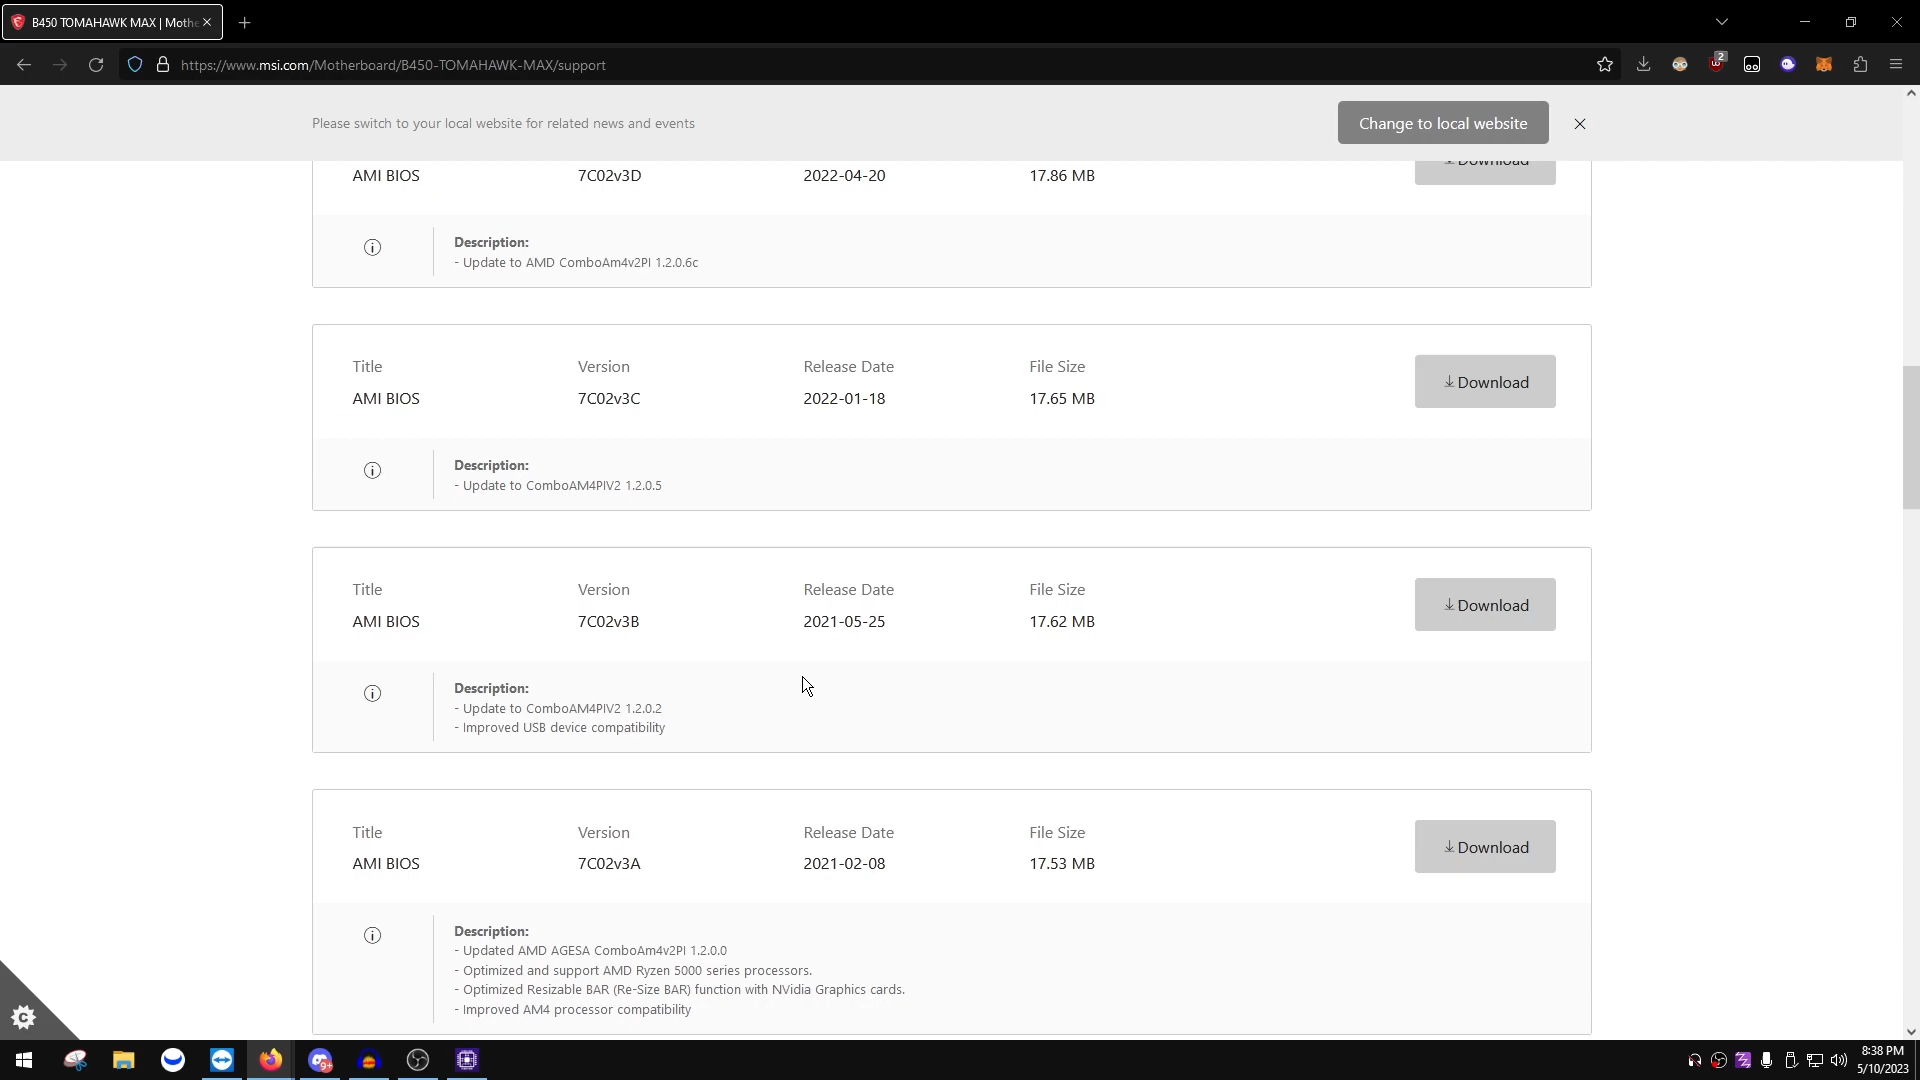 B450 TOMAHAWK MAX | Mothe
https://www.msi.com/Motherboard/B450-TOMAHAWK-MAX/support
2
Please switch to your local website for related news and events
Change to local website
AMI BIOS 7C02v3D 2022-04-20 17.86 MB
Download
Description:
- Update to AMD ComboAm4v2PI 1.2.0.6c
Title Version Release Date File Size
AMI BIOS 7C02v3C 2022-01-18 17.65 MB
Download
Description:
- Update to ComboAM4PIV2 1.2.0.5
Title Version Release Date File Size
AMI BIOS 7C02v3B 2021-05-25 17.62 MB
Download
Description:
- Update to ComboAM4PIV2 1.2.0.2
- Improved USB device compatibility
Title Version Release Date File Size
AMI BIOS 7C02v3A 2021-02-08 17.53 MB
Download
Description:
- Updated AMD AGESA ComboAm4v2PI 1.2.0.0
- Optimized and support AMD Ryzen 5000 series processors.
- Optimized Resizable BAR (Re-Size BAR) function with NVidia Graphics cards.
- Improved AM4 processor compatibility
9+
8:38 PM
5/10/2023